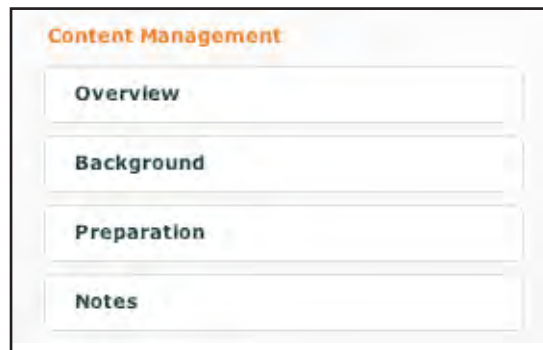 Content Management
Overview
Background
Preparation
Notes